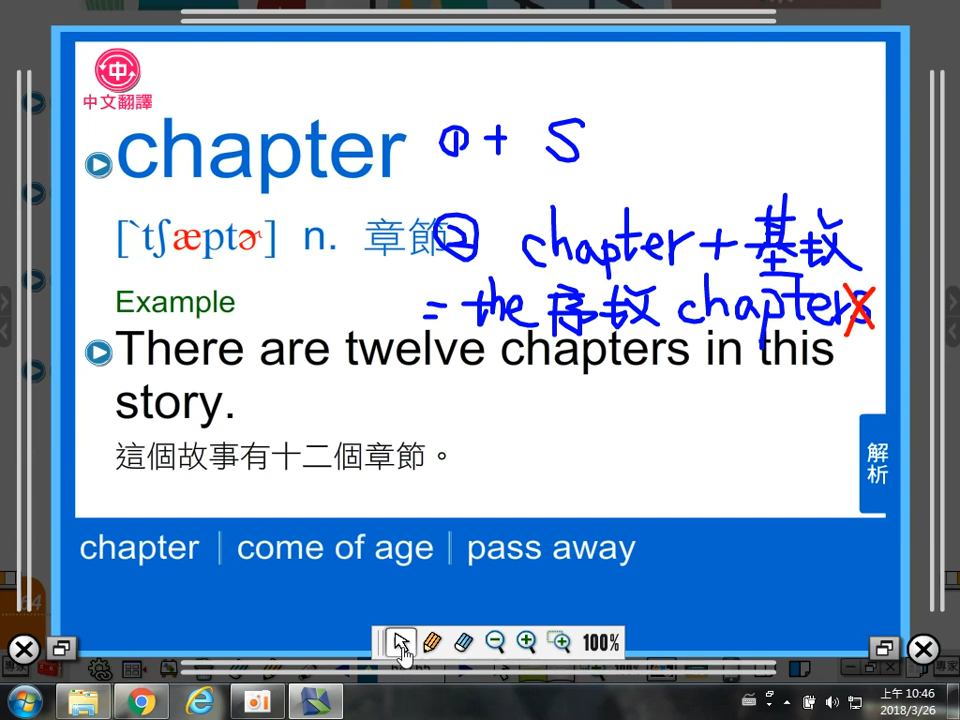 中
中文翻譯
chapter ① + S
[ˋtʃæptɚ] n. 章節 ② chapter + 基數
Example = the 序數 chapters
There are twelve chapters in this
story.
這個故事有十二個章節。
解析
chapter | come of age | pass away
100%
上午 10:46
2018/3/26